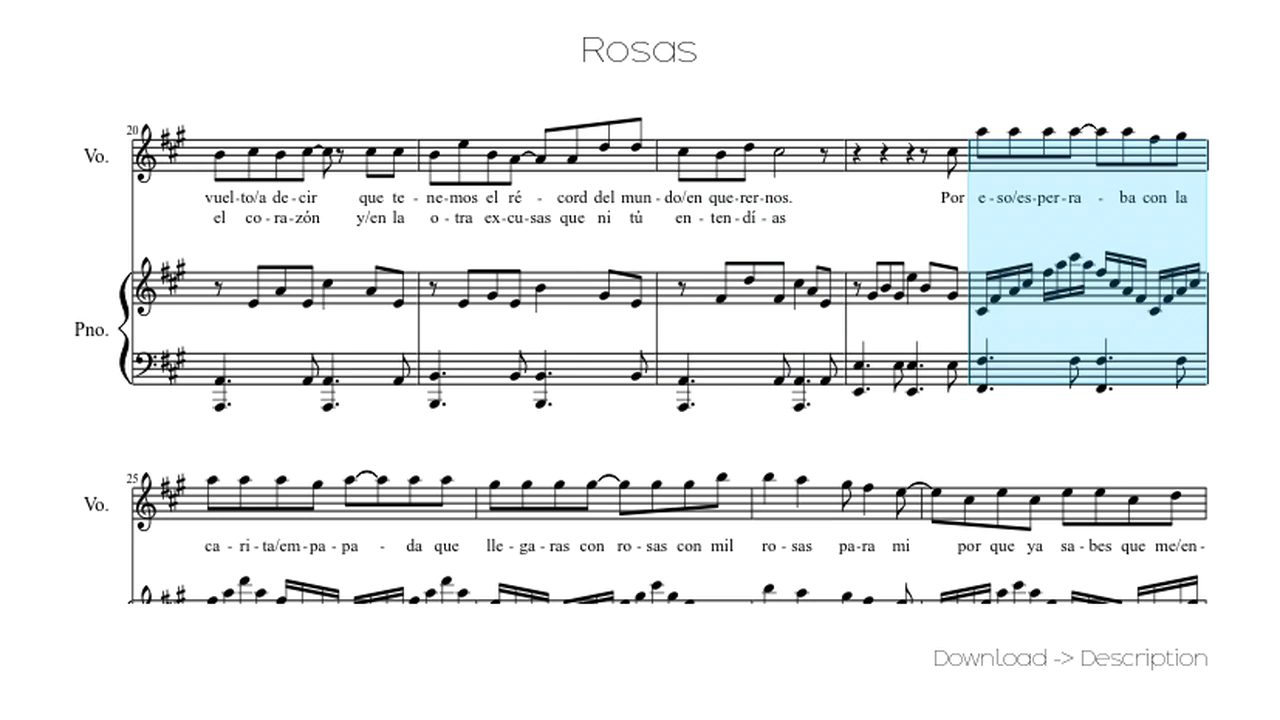 Rosas
20
Vo.
vuel-to/a de-cir que te - ne-mos el ré - cord del mun-do/en que-rer-nos. Por e-so/es-per-ra - ba con la
el co-ra-zón y/en la o-tra ex-cu-sas que ni tú en-ten-dí-as
Pno.
25
Vo.
ca-ri-ta/em-pa-pa - da que lle-ga-ras con ro-sas con mil ro-sas pa-ra mi por que ya sa-bes que me/en-
Download -> Description